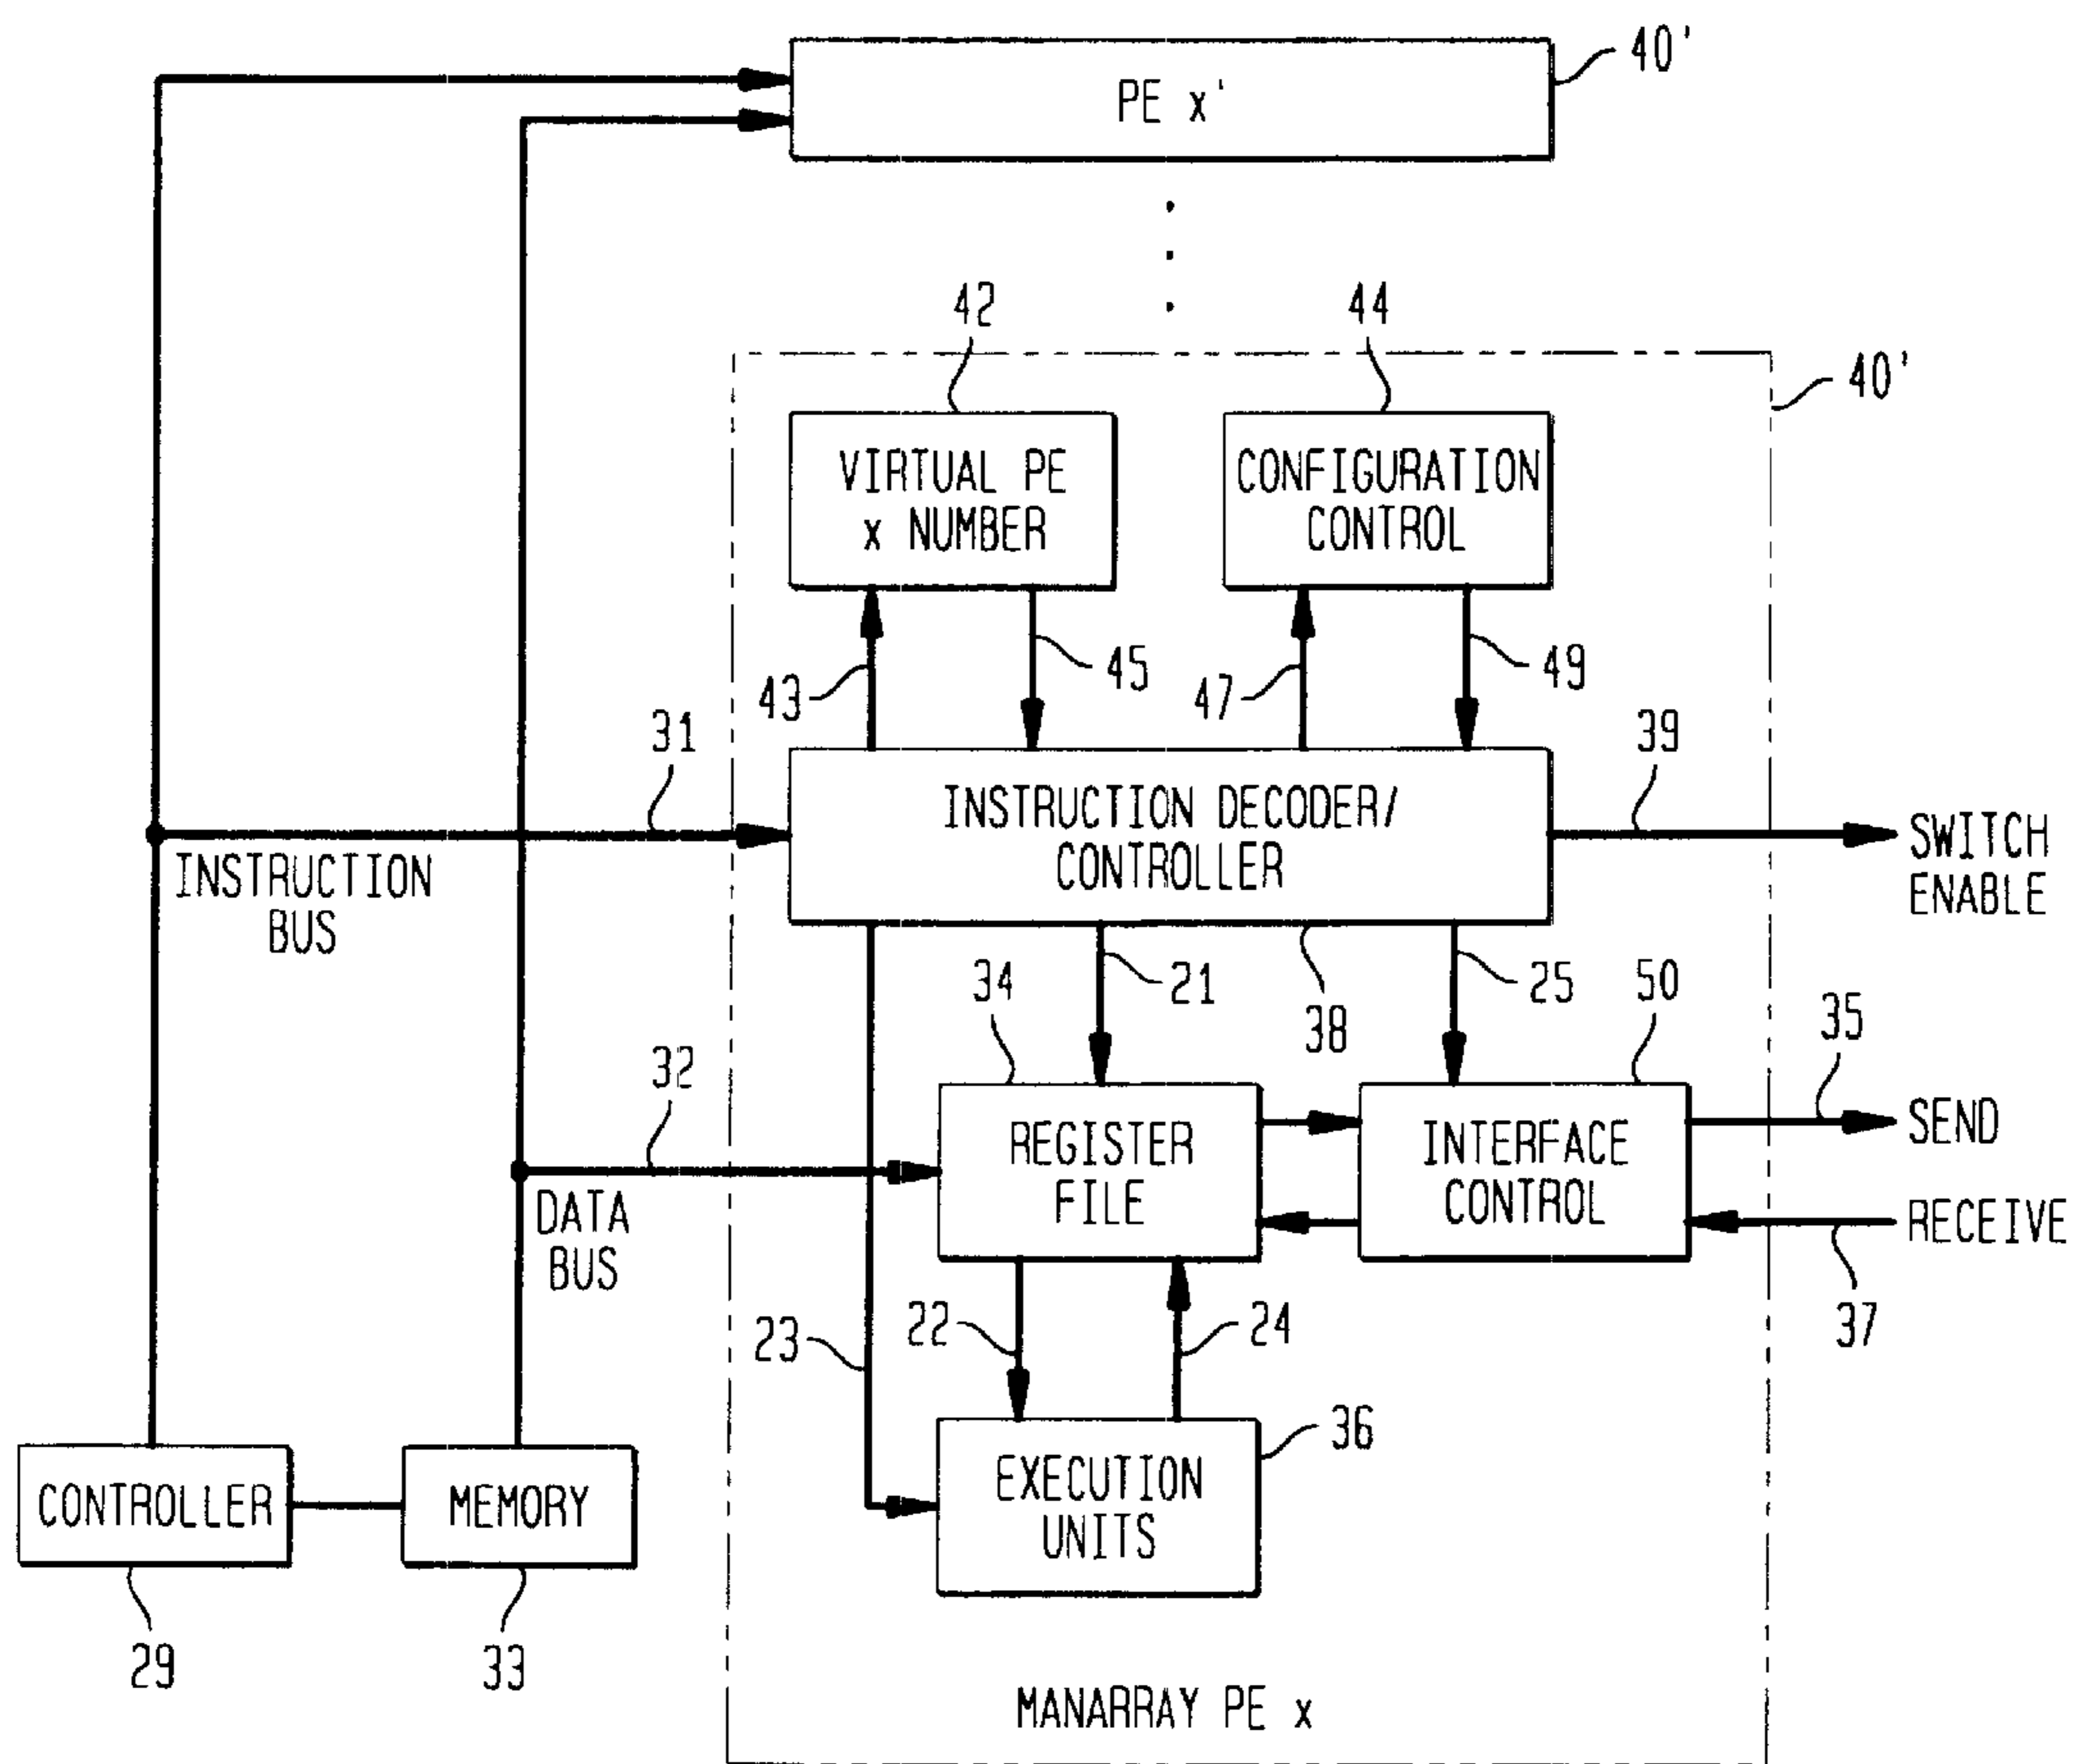 40'
PE x'
42
44
40'
VIRTUAL PE
x NUMBER
CONFIGURATION
CONTROL
43
45
47
49
31
39
INSTRUCTION DECODER/
CONTROLLER
SWITCH
ENABLE
INSTRUCTION
BUS
34
21
38
25
50
35
32
REGISTER
FILE
INTERFACE
CONTROL
SEND
RECEIVE
DATA
BUS
23
22
24
37
36
CONTROLLER
MEMORY
EXECUTION
UNITS
29
33
MANARRAY PE x